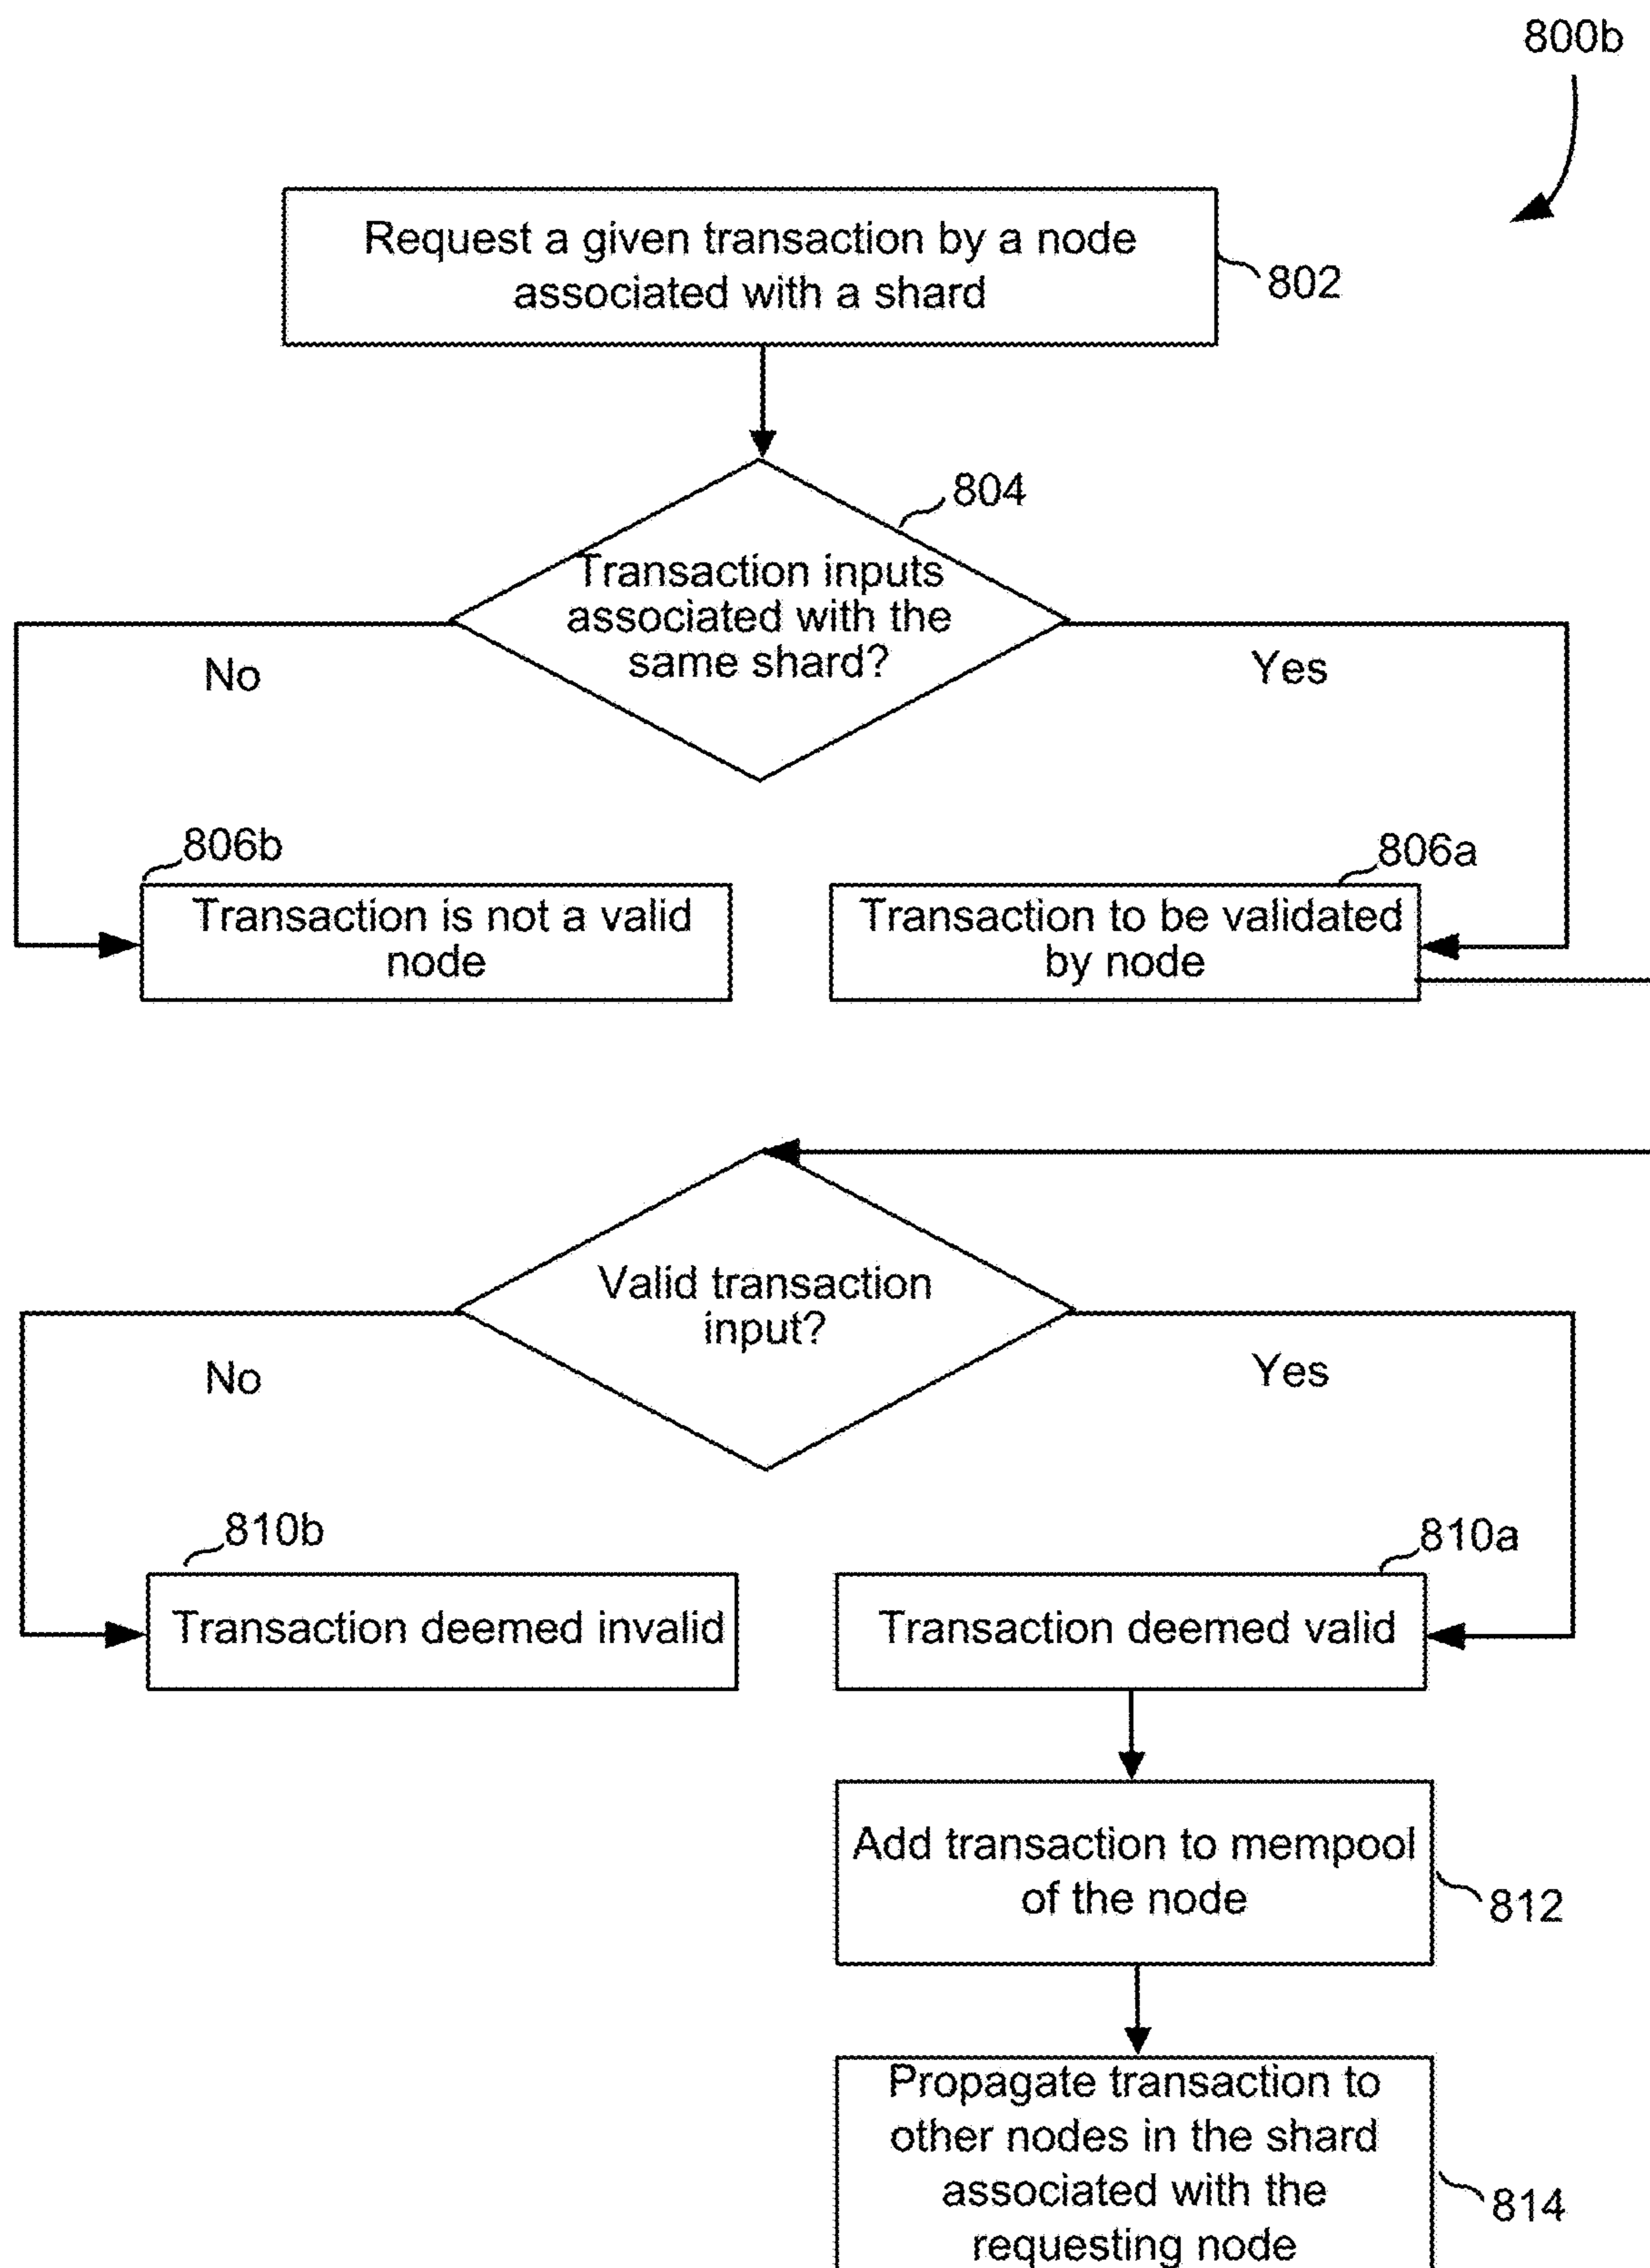 800b
Request a given transaction by a node
associated with a shard
802
804
Transaction inputs
associated with the
same shard?
No
Yes
806b
806a
Transaction is not a valid
node
Transaction to be validated
by node
Valid transaction
input?
No
Yes
810b
810a
Transaction deemed invalid
Transaction deemed valid
Add transaction to mempool
of the node
812
Propagate transaction to
other nodes in the shard
associated with the
requesting node
814